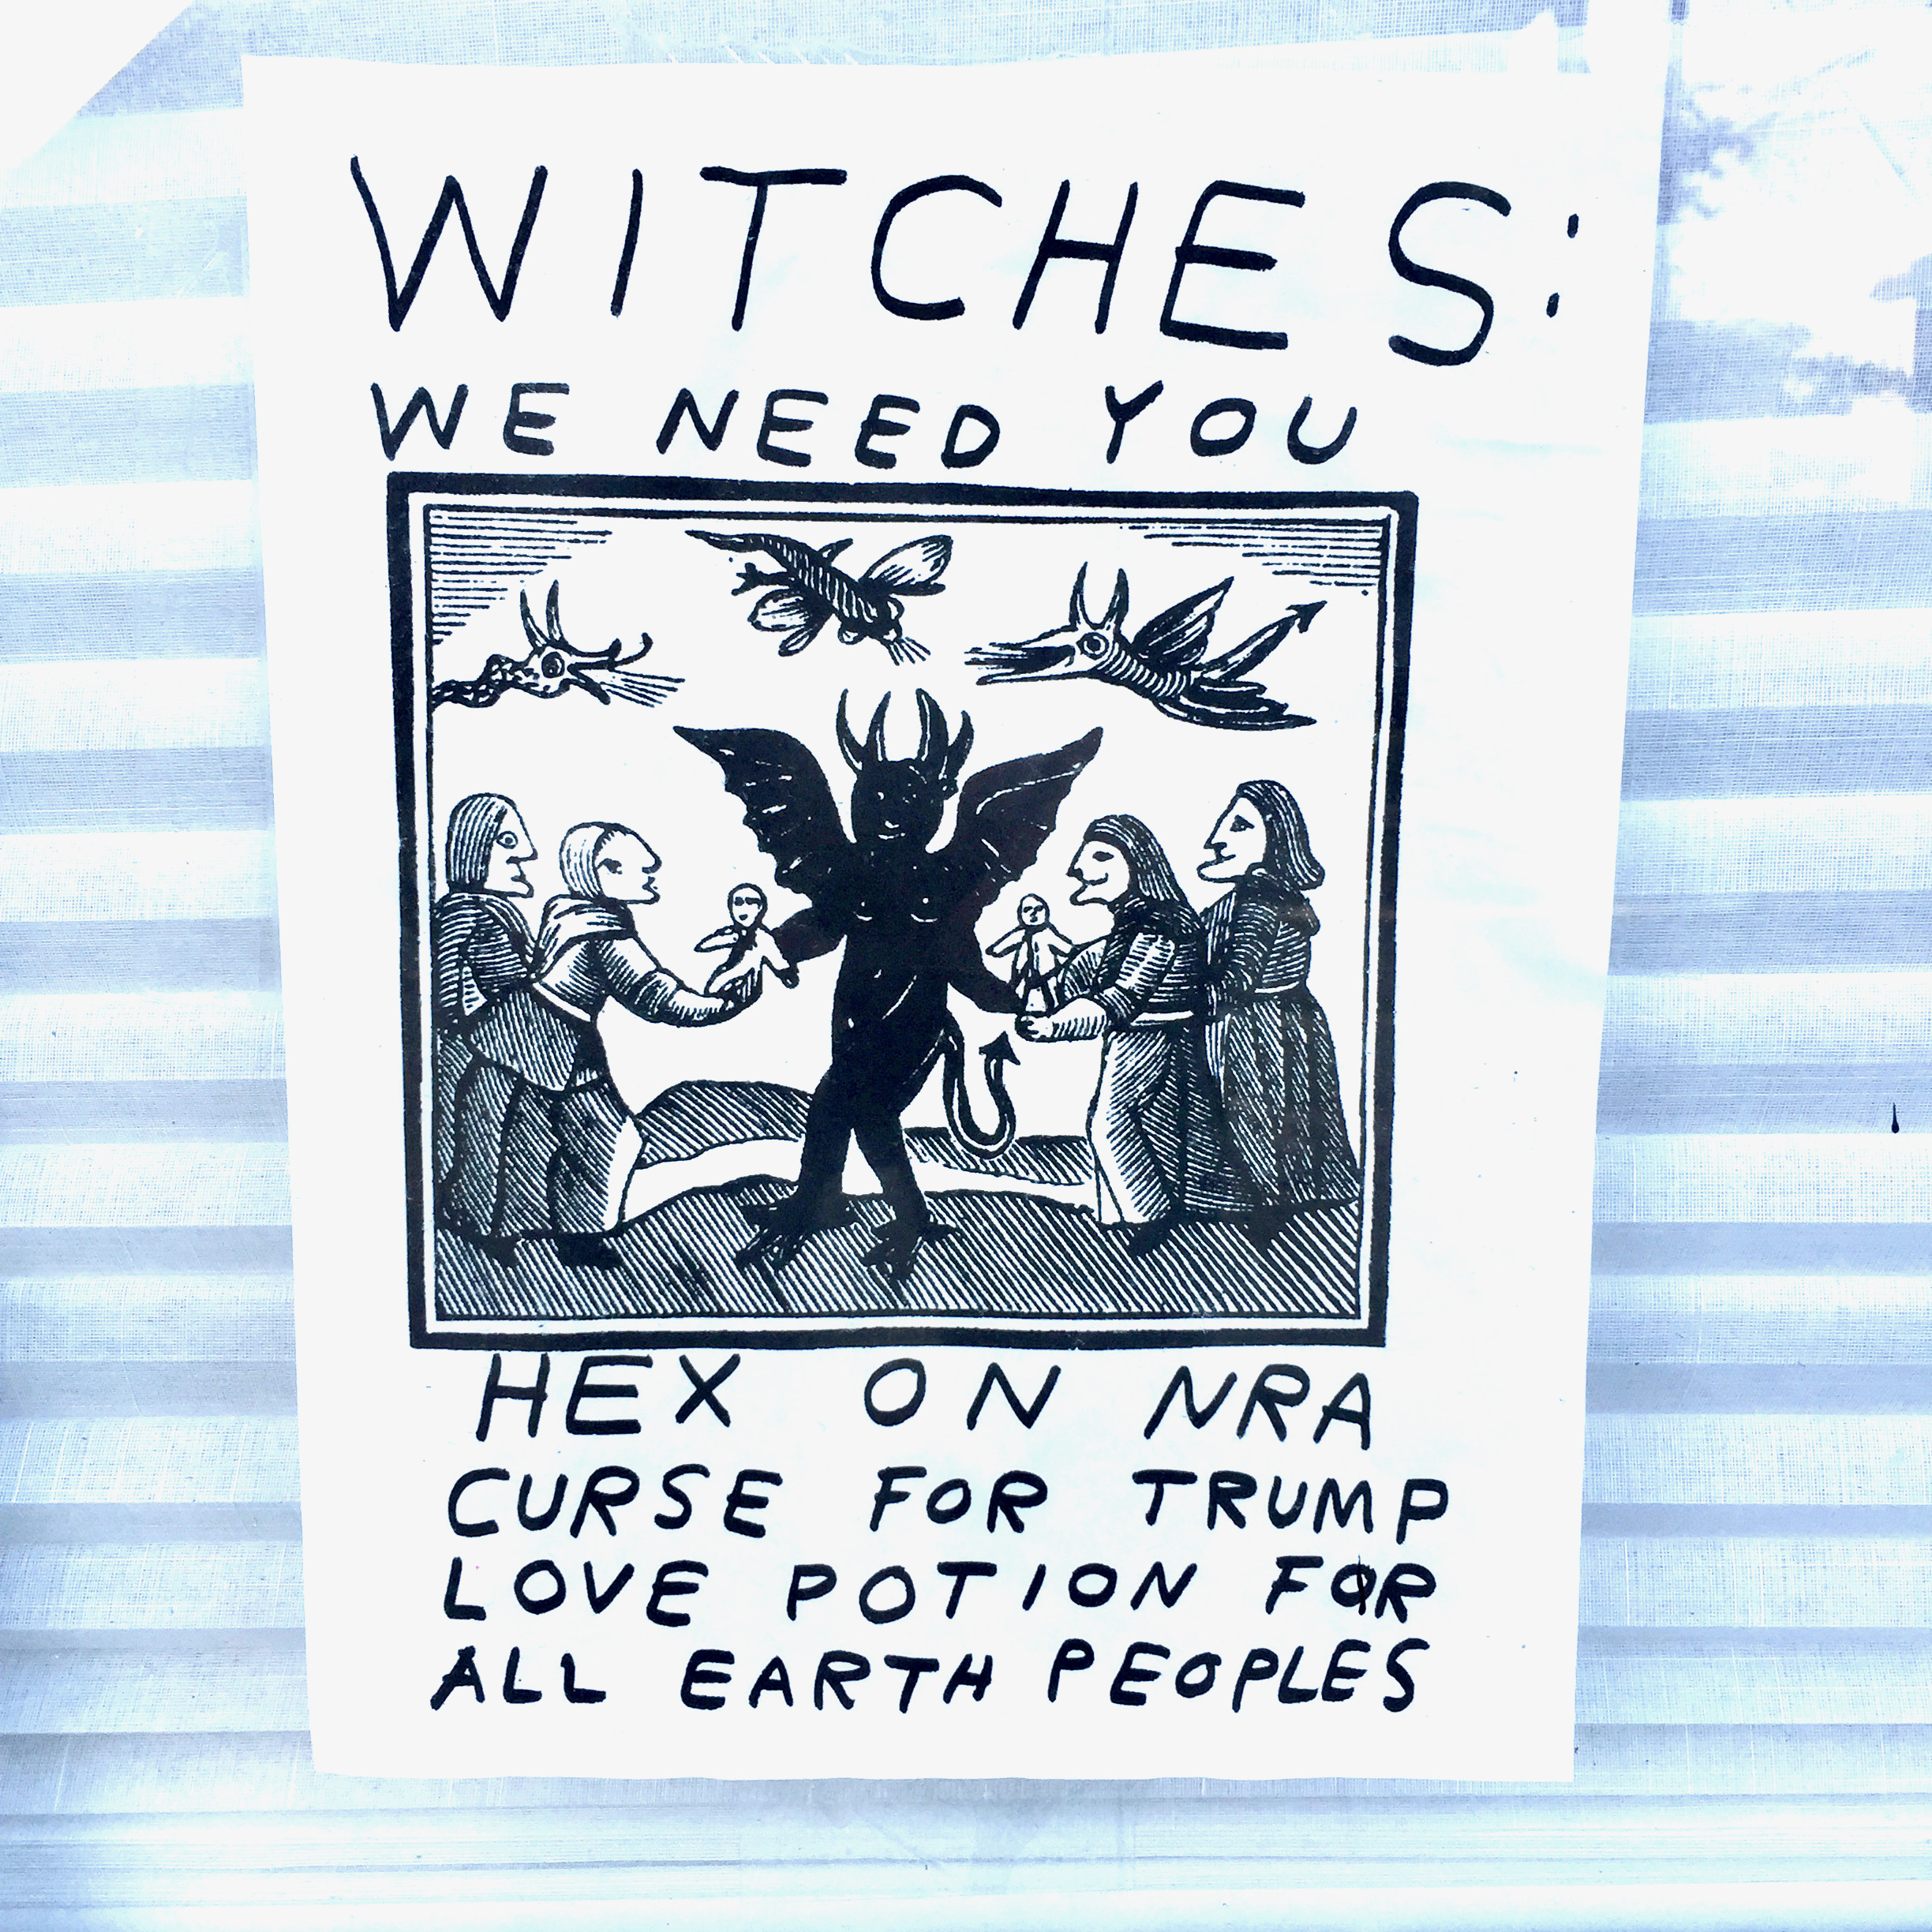 WITCHES:
WE NEED YOU
HEX ON NRA
CURSE FOR TRUMP
LOVE POTION FOR
ALL EARTH PEOPLES